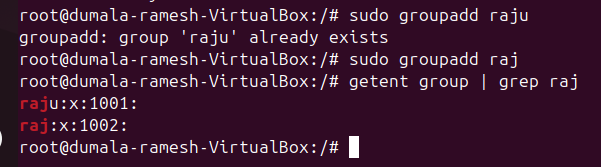 root@dumala-ramesh-VirtualBox:/# sudo groupadd raju
groupadd: group 'raju' already exists
root@dumala-ramesh-VirtualBox:/# sudo groupadd raj
root@dumala-ramesh-VirtualBox:/# getent group | grep raj
raju:x:1001:
raj:x:1002:
root@dumala-ramesh-VirtualBox:/#